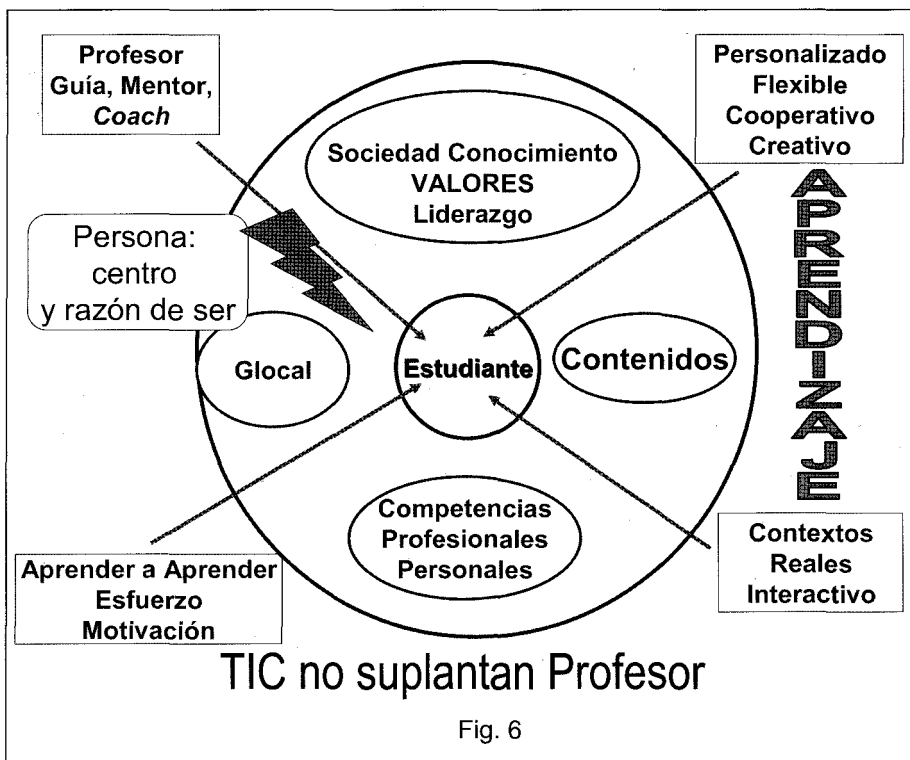 Profesor
Guía, Mentor,
Coach
Personalizado
Flexible
Cooperativo
Creativo
Sociedad Conocimiento
VALORES
Liderazgo
Persona:
centro
y razón de ser
Glocal
Estudiante
Contenidos
APRENDIZAJE
Competencias
Profesionales
Personales
Aprender a Aprender
Esfuerzo
Motivación
Contextos
Reales
Interactivo
TIC no suplantan Profesor
Fig. 6